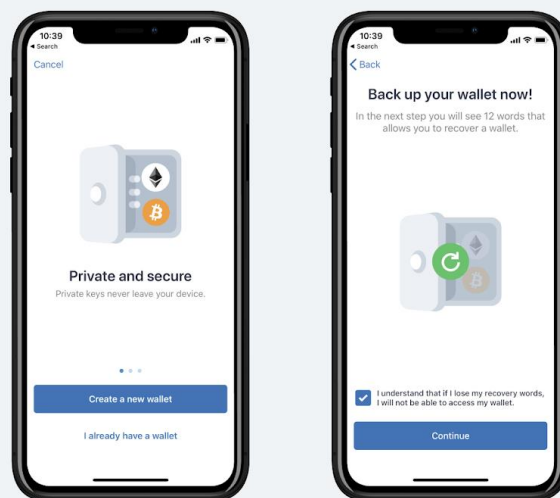 10:39
Search
Cancel
Private and secure
Private keys never leave your device.
Create a new wallet
I already have a wallet
10:39
Search
Back
Back up your wallet now!
In the next step you will see 12 words that
allows you to recover a wallet.
I understand that if I lose my recovery words,
I will not be able to access my wallet.
Continue